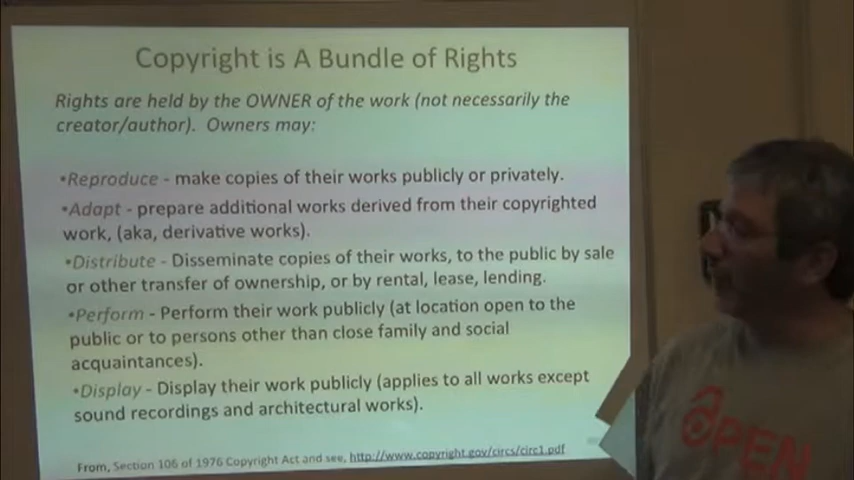 Copyright is A Bundle of Rights
Rights are held by the OWNER of the work (not necessarily the
creator/author). Owners may:
•Reproduce - make copies of their works publicly or privately.
•Adapt - prepare additional works derived from their copyrighted
work, (aka, derivative works).
•Distribute - Disseminate copies of their works, to the public by sale
or other transfer of ownership, or by rental, lease, lending.
•Perform - Perform their work publicly (at location open to the
public or to persons other than close family and social
acquaintances).
•Display - Display their work publicly (applies to all works except
sound recordings and architectural works).
From, Section 106 of 1976 Copyright Act and see, http://www.copyright.gov/circs/circ1.pdf
OPEN